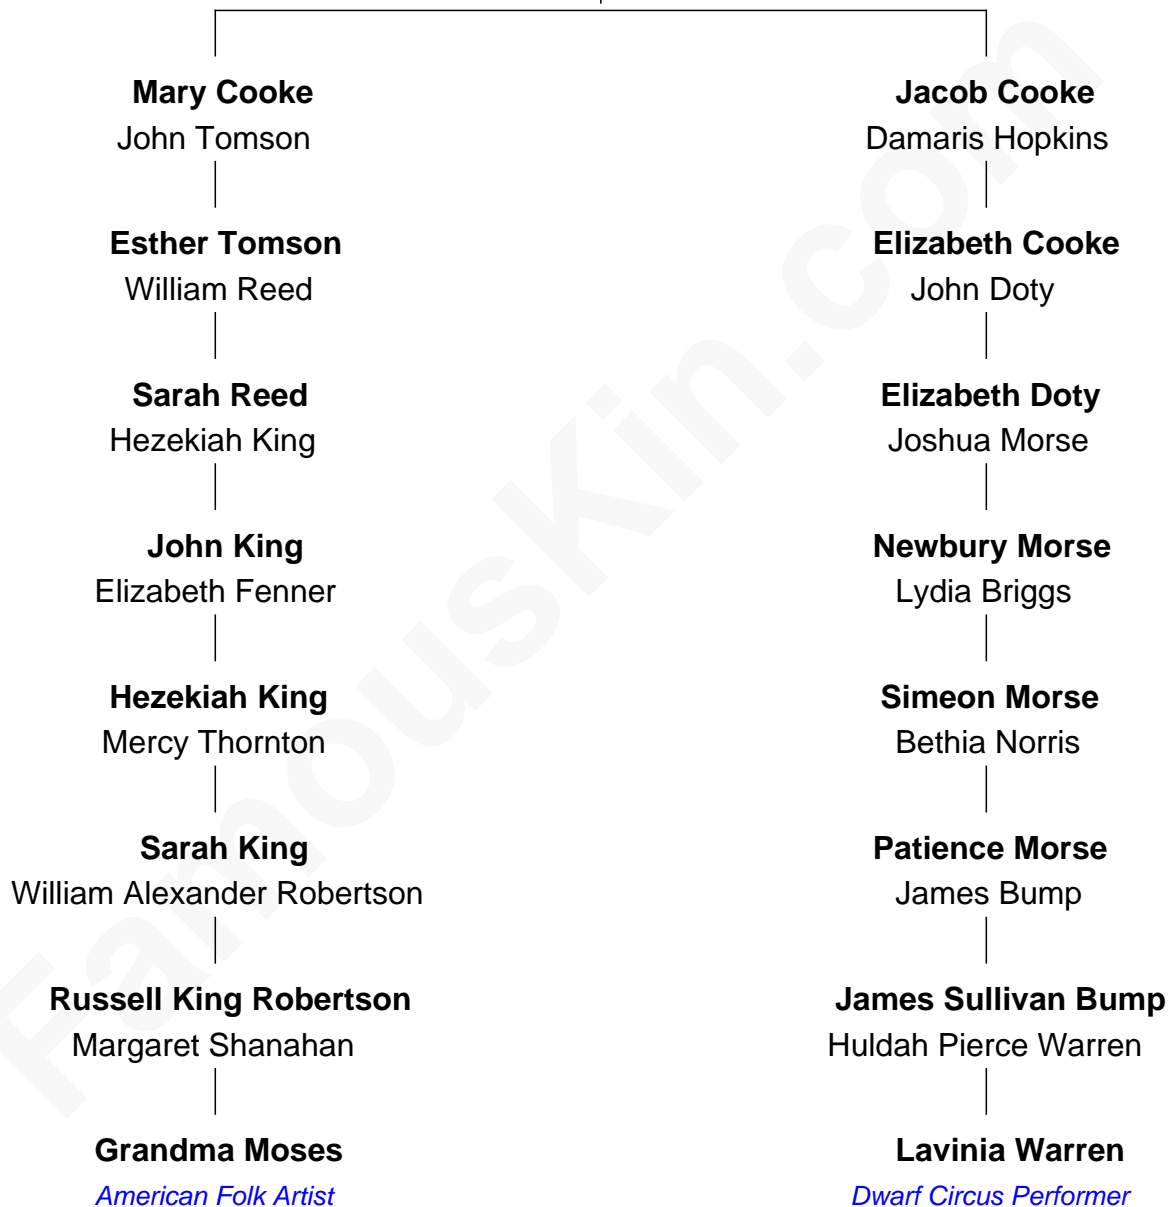 Mary Cooke
John Tomson
Esther Tomson
William Reed
Sarah Reed
Hezekiah King
John King
Elizabeth Fenner
Hezekiah King
Mercy Thornton
Sarah King
William Alexander Robertson
Russell King Robertson
Margaret Shanahan
Grandma Moses
American Folk Artist
Jacob Cooke
Damaris Hopkins
Elizabeth Cooke
John Doty
Elizabeth Doty
Joshua Morse
Newbury Morse
Lydia Briggs
Simeon Morse
Bethia Norris
Patience Morse
James Bump
James Sullivan Bump
Huldah Pierce Warren
Lavinia Warren
Dwarf Circus Performer
FamousKin.com